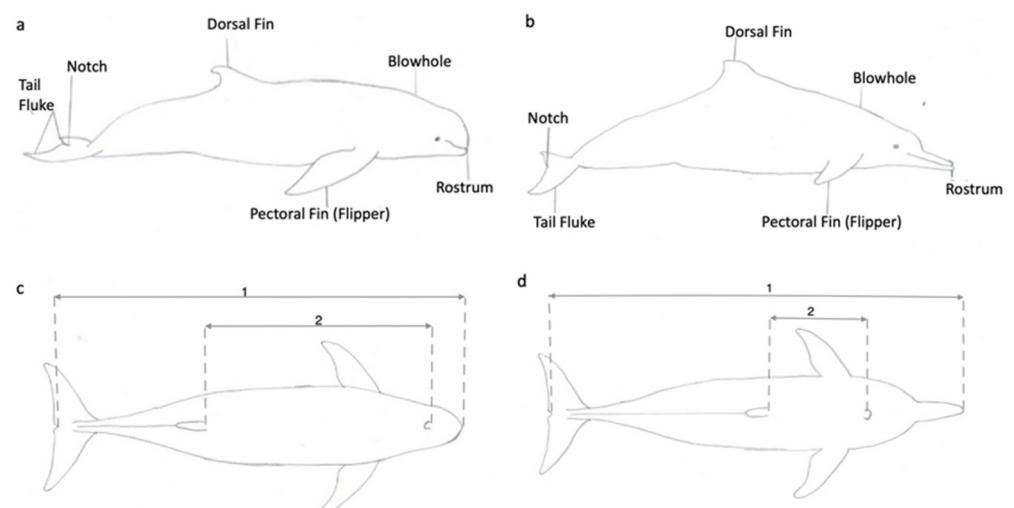 a
Dorsal Fin
Blowhole
Notch
Tail
Fluke
Rostrum
Pectoral Fin (Flipper)
b
Dorsal Fin
Blowhole
Notch
Rostrum
Tail Fluke
Pectoral Fin (Flipper)
c
1
2
d
1
2